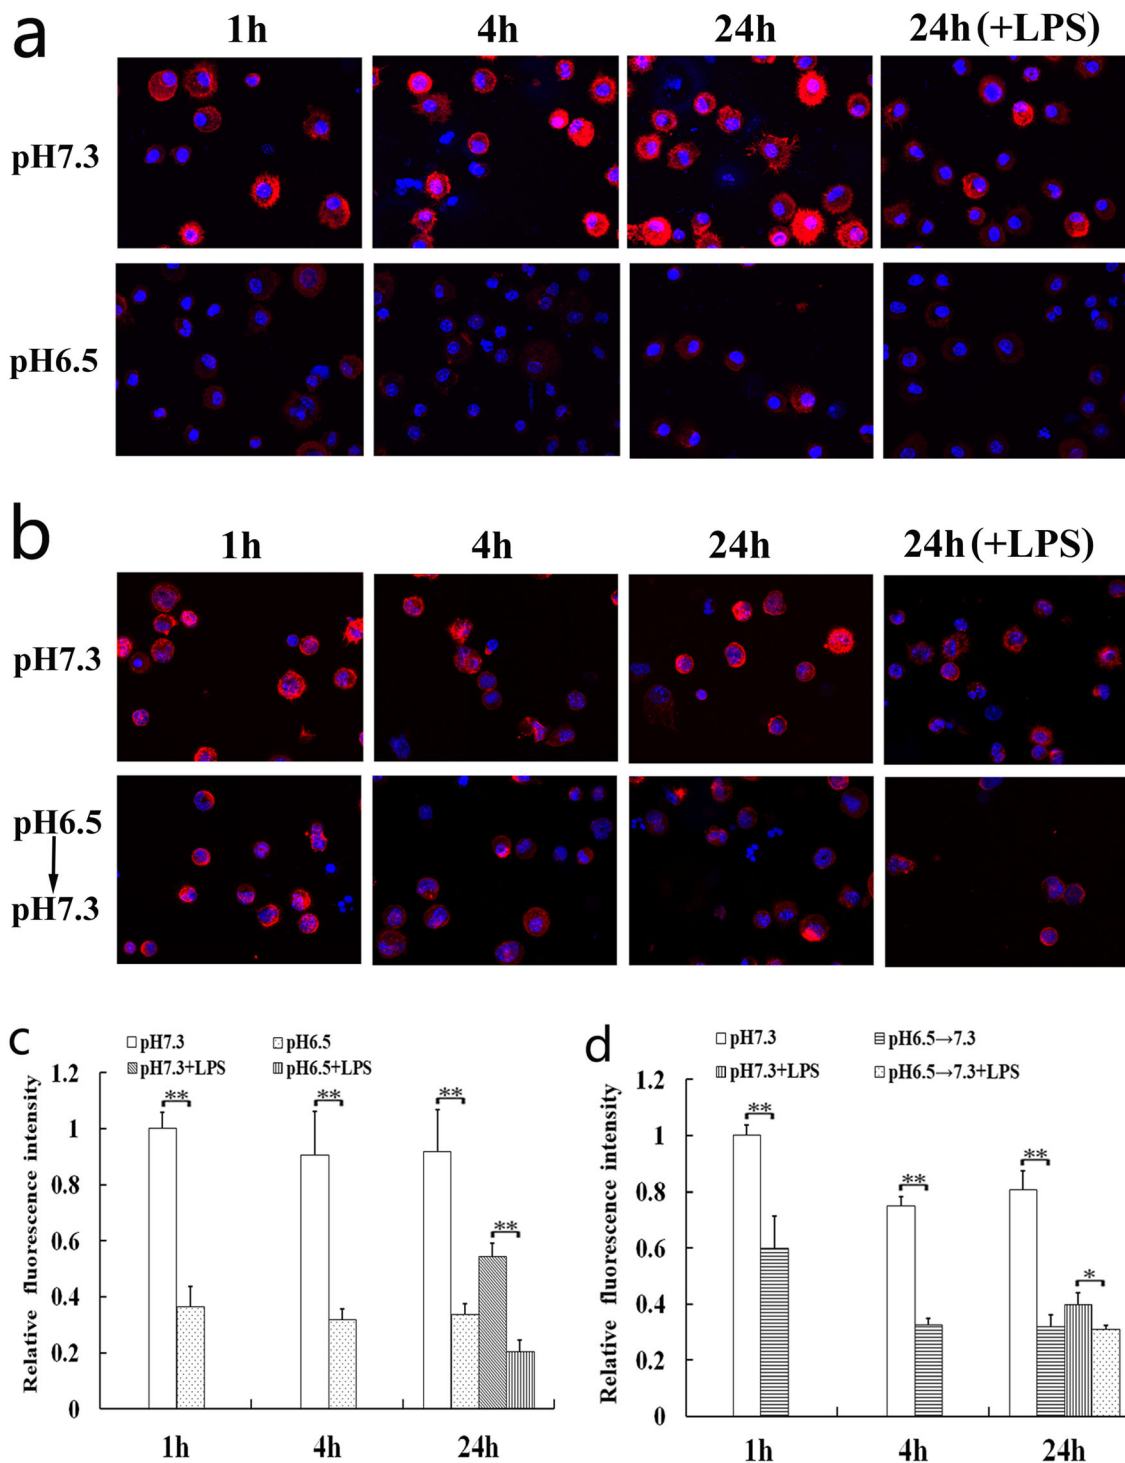 a
1h 4h 24h 24h (+LPS)
pH7.3
pH6.5
b
1h 4h 24h 24h (+LPS)
pH7.3
pH6.5
pH7.3
c
pH7.3 pH6.5
pH7.3+LPS pH6.5+LPS
Relative fluorescence intensity
1.2
1
0.8
0.6
0.4
0.2
0
** ** ** **
1h 4h 24h
d
pH7.3 pH6.5→7.3
pH7.3+LPS pH6.5→7.3+LPS
Relative fluorescence intensity
1.2
1
0.8
0.6
0.4
0.2
0
** ** ** *
1h 4h 24h